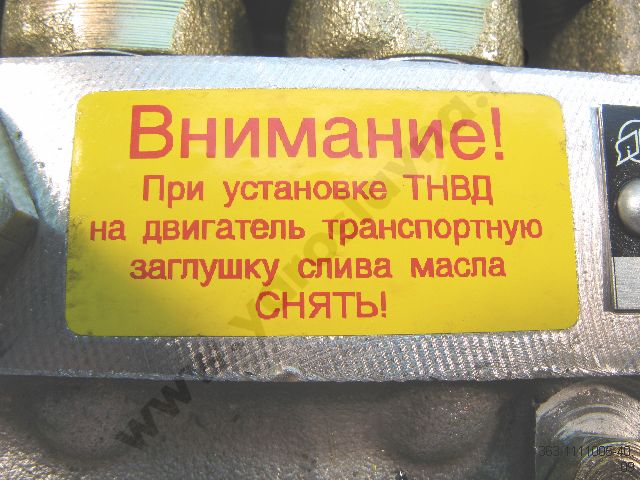 Внимание!
При установке ТНВД
на двигатель транспортную
заглушку слива масла
СНЯТЬ!